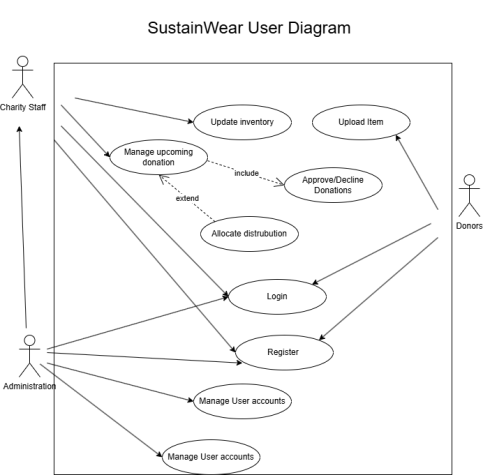 SustainWear User Diagram
Charity Staff
Update inventory
Upload Item
Manage upcoming
donation
include
Approve/Decline
Donations
extend
Donors
Allocate distrubution
Login
Register
Administration
Manage User accounts
Manage User accounts